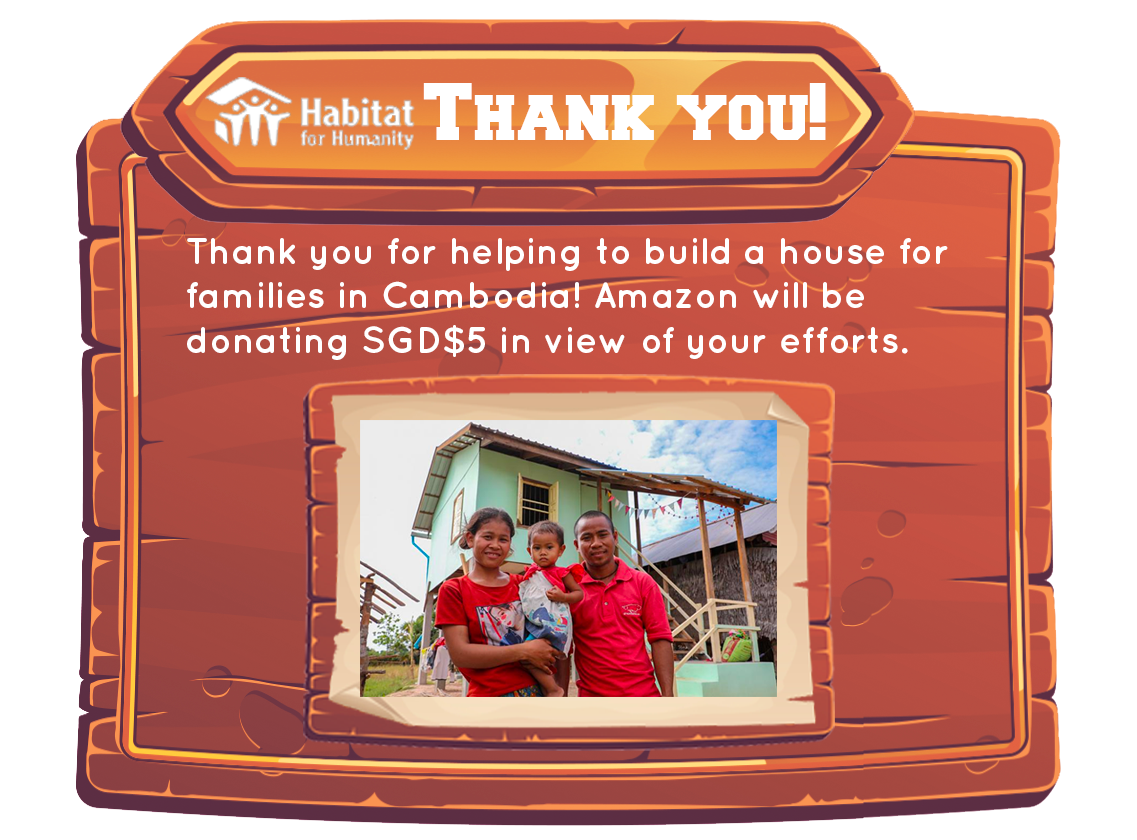 Habitat
for Humanity
THANK YOU!
Thank you for helping to build a house for
families in Cambodia! Amazon will be
donating SGD$5 in view of your efforts.